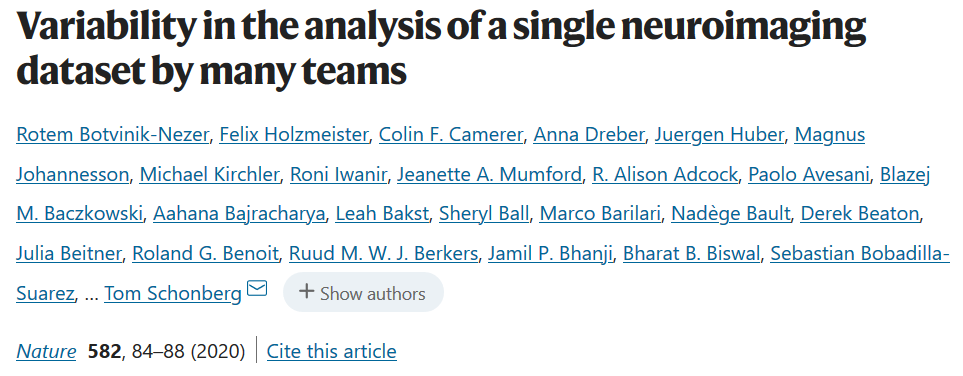 Variability in the analysis of a single neuroimaging
dataset by many teams
Rotem Botvinik-Nezer, Felix Holzmeister, Colin F. Camerer, Anna Dreber, Juergen Huber, Magnus
Johannesson, Michael Kirchler, Roni Iwanir, Jeanette A. Mumford, R. Alison Adcock, Paolo Avesani, Blazej
M. Baczkowski, Aahana Bajracharya, Leah Bakst, Sheryl Ball, Marco Barilari, Nadège Bault, Derek Beaton,
Julia Beitner, Roland G. Benoit, Ruud M. W. J. Berkers, Jamil P. Bhanji, Bharat B. Biswal, Sebastian Bobadilla-
Suarez, … Tom Schonberg + Show authors
Nature 582, 84–88 (2020) Cite this article